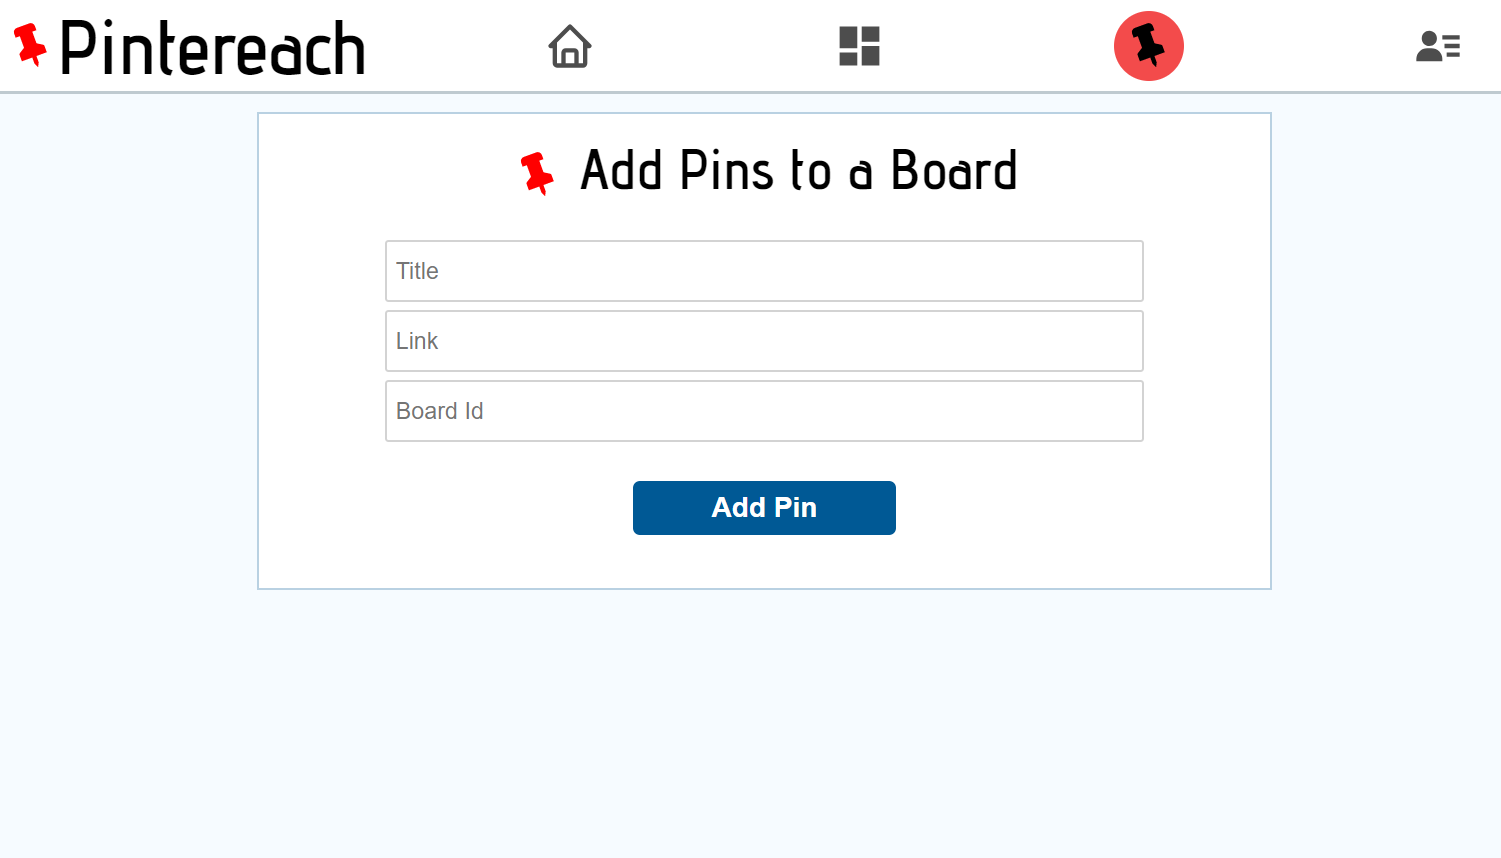 Pintereach
Add Pins to a Board
Title
Link
Board Id
Add Pin